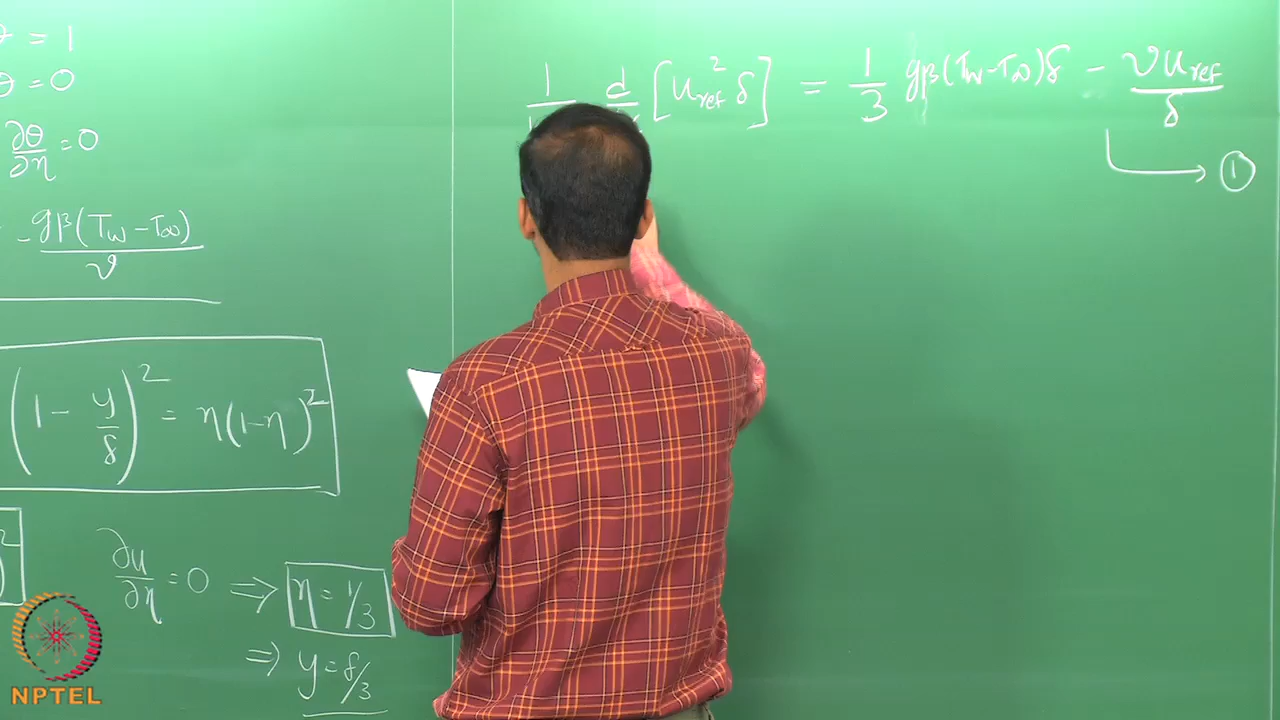 θ = 1
θ = 0
∂θ/∂η = 0
- gβ(Tw - T∞)/ν
(1 - y/δ)² = η(1-η)²
∂u/∂η = 0 ⇒ η = 1/3
⇒ y = δ/3
1/ d/ [u_ref² δ] = 1/3 gβ(Tw - T∞)δ - νu_ref/δ
→ ①
NPTEL